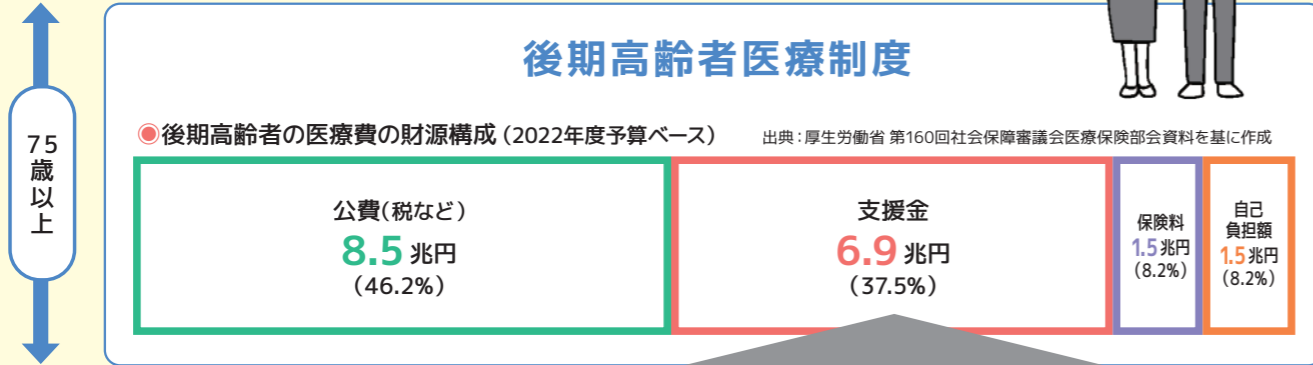 後期高齢者医療制度
75歳以上
◉後期高齢者の医療費の財源構成（2022年度予算ベース）
出典：厚生労働省 第160回社会保障審議会医療保険部会資料を基に作成
公費（税など）
8.5兆円
（46.2%）
支援金
6.9兆円
（37.5%）
保険料
1.5兆円
（8.2%）
自己
負担額
1.5兆円
（8.2%）